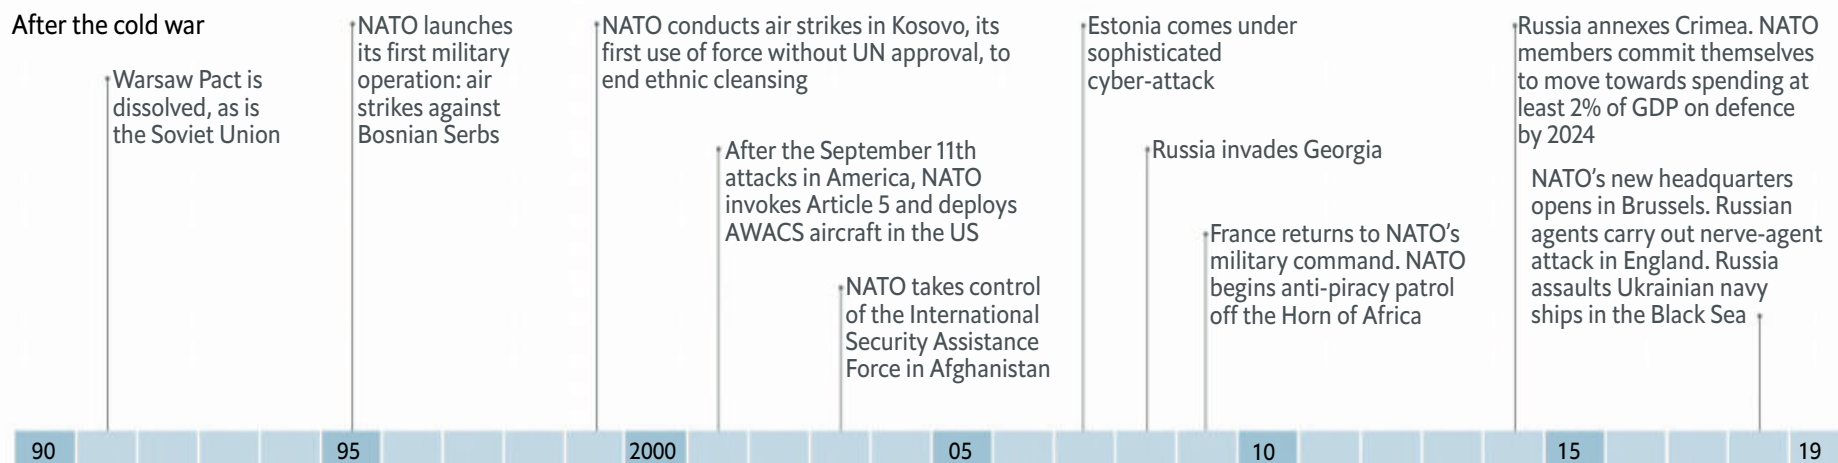 After the cold war
Warsaw Pact is
dissolved, as is
the Soviet Union
NATO launches
its first military
operation: air
strikes against
Bosnian Serbs
NATO conducts air strikes in Kosovo, its
first use of force without UN approval, to
end ethnic cleansing
After the September 11th
attacks in America, NATO
invokes Article 5 and deploys
AWACS aircraft in the US
NATO takes control
of the International
Security Assistance
Force in Afghanistan
Estonia comes under
sophisticated
cyber-attack
Russia invades Georgia
France returns to NATO’s
military command. NATO
begins anti-piracy patrol
off the Horn of Africa
Russia annexes Crimea. NATO
members commit themselves
to move towards spending at
least 2% of GDP on defence
by 2024
NATO’s new headquarters
opens in Brussels. Russian
agents carry out nerve-agent
attack in England. Russia
assaults Ukrainian navy
ships in the Black Sea
90 95 2000 05 10 15 19